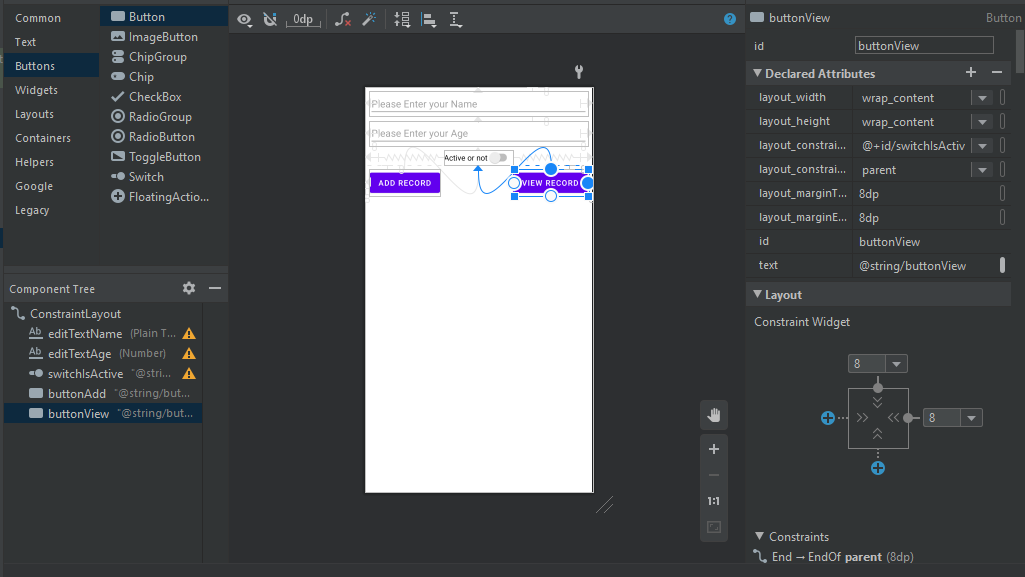 Common
Text
Buttons
Widgets
Layouts
Containers
Helpers
Google
Legacy
Button
ImageButton
ChipGroup
Chip
CheckBox
RadioGroup
RadioButton
ToggleButton
Switch
FloatingActio...
Component Tree
ConstraintLayout
Ab editTextName (Plain T...
Ab editTextAge (Number)
switchIsActive "@stri...
buttonAdd "@string/but...
buttonView "@string/but...
0dp
?
Please Enter your Name
Please Enter your Age
Active or not
ADD RECORD
VIEW RECORD
1:1
buttonView Button
id buttonView
Declared Attributes
layout_width wrap_content
layout_height wrap_content
layout_constrai... @+id/switchIsActiv
layout_constrai... parent
layout_marginT... 8dp
layout_marginE... 8dp
id buttonView
text @string/buttonView
Layout
Constraint Widget
8
8
Constraints
End → EndOf parent (8dp)